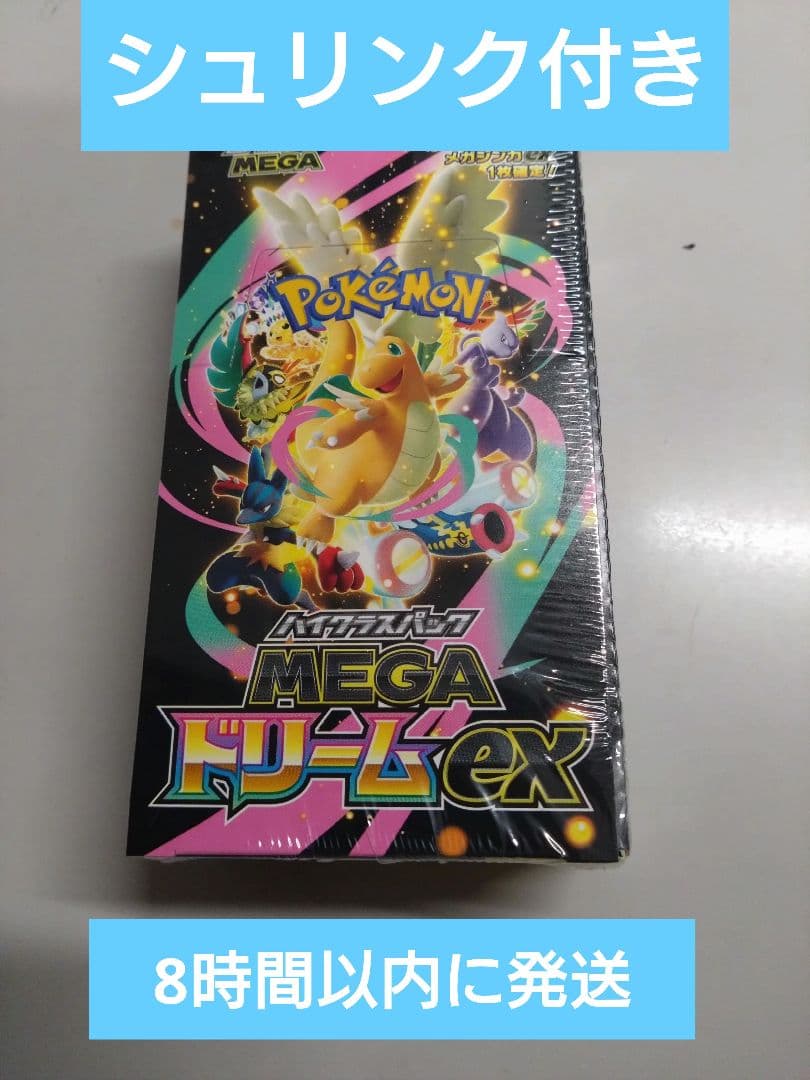 シュリンク付き
MEGA
メガシンカex
1枚確定!
POKéMON
ハイクラスパック
MEGA
ドリームex
8時間以内に発送